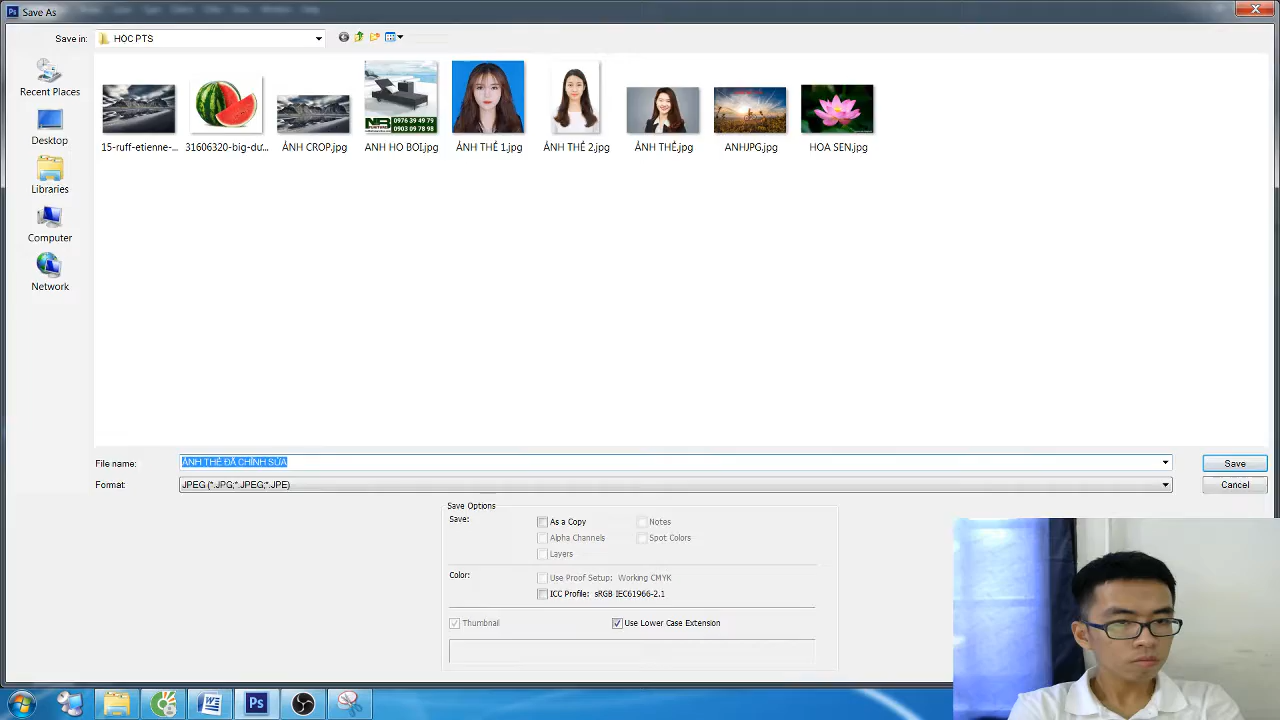 Save As
Save in: HOC PTS
Recent Places
Desktop
Libraries
Computer
Network
0976 39 49 79
0903 09 78 98
15-ruff-etienne-...
31606320-big-dư...
ẢNH CROP.jpg
ANH HO BOI.jpg
ẢNH THẺ 1.jpg
ẢNH THẺ 2.jpg
ẢNH THẺ.jpg
ANHJPG.jpg
HOA SEN.jpg
File name: ẢNH THẺ ĐÃ CHỈNH SỬA
Save
Format: JPEG (*.JPG;*.JPEG;*.JPE)
Cancel
Save Options
Save:
As a Copy
Notes
Alpha Channels
Spot Colors
Layers
Color:
Use Proof Setup: Working CMYK
ICC Profile: sRGB IEC61966-2.1
Thumbnail
Use Lower Case Extension
Ps